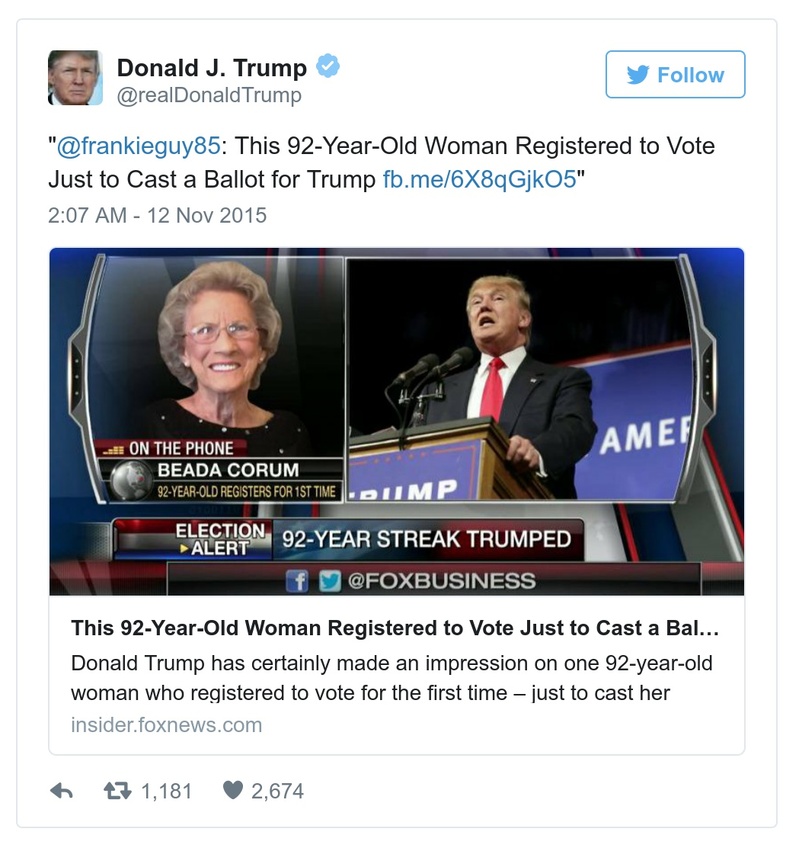 Donald J. Trump
@realDonaldTrump
Follow
"@frankieguy85: This 92-Year-Old Woman Registered to Vote
Just to Cast a Ballot for Trump fb.me/6X8qGjkO5"
2:07 AM - 12 Nov 2015
AMER
TRUMP
ON THE PHONE
BEADA CORUM
92-YEAR-OLD REGISTERS FOR 1ST TIME
ELECTION
ALERT
92-YEAR STREAK TRUMPED
f @FOXBUSINESS
This 92-Year-Old Woman Registered to Vote Just to Cast a Bal…
Donald Trump has certainly made an impression on one 92-year-old
woman who registered to vote for the first time – just to cast her
insider.foxnews.com
1,181 2,674